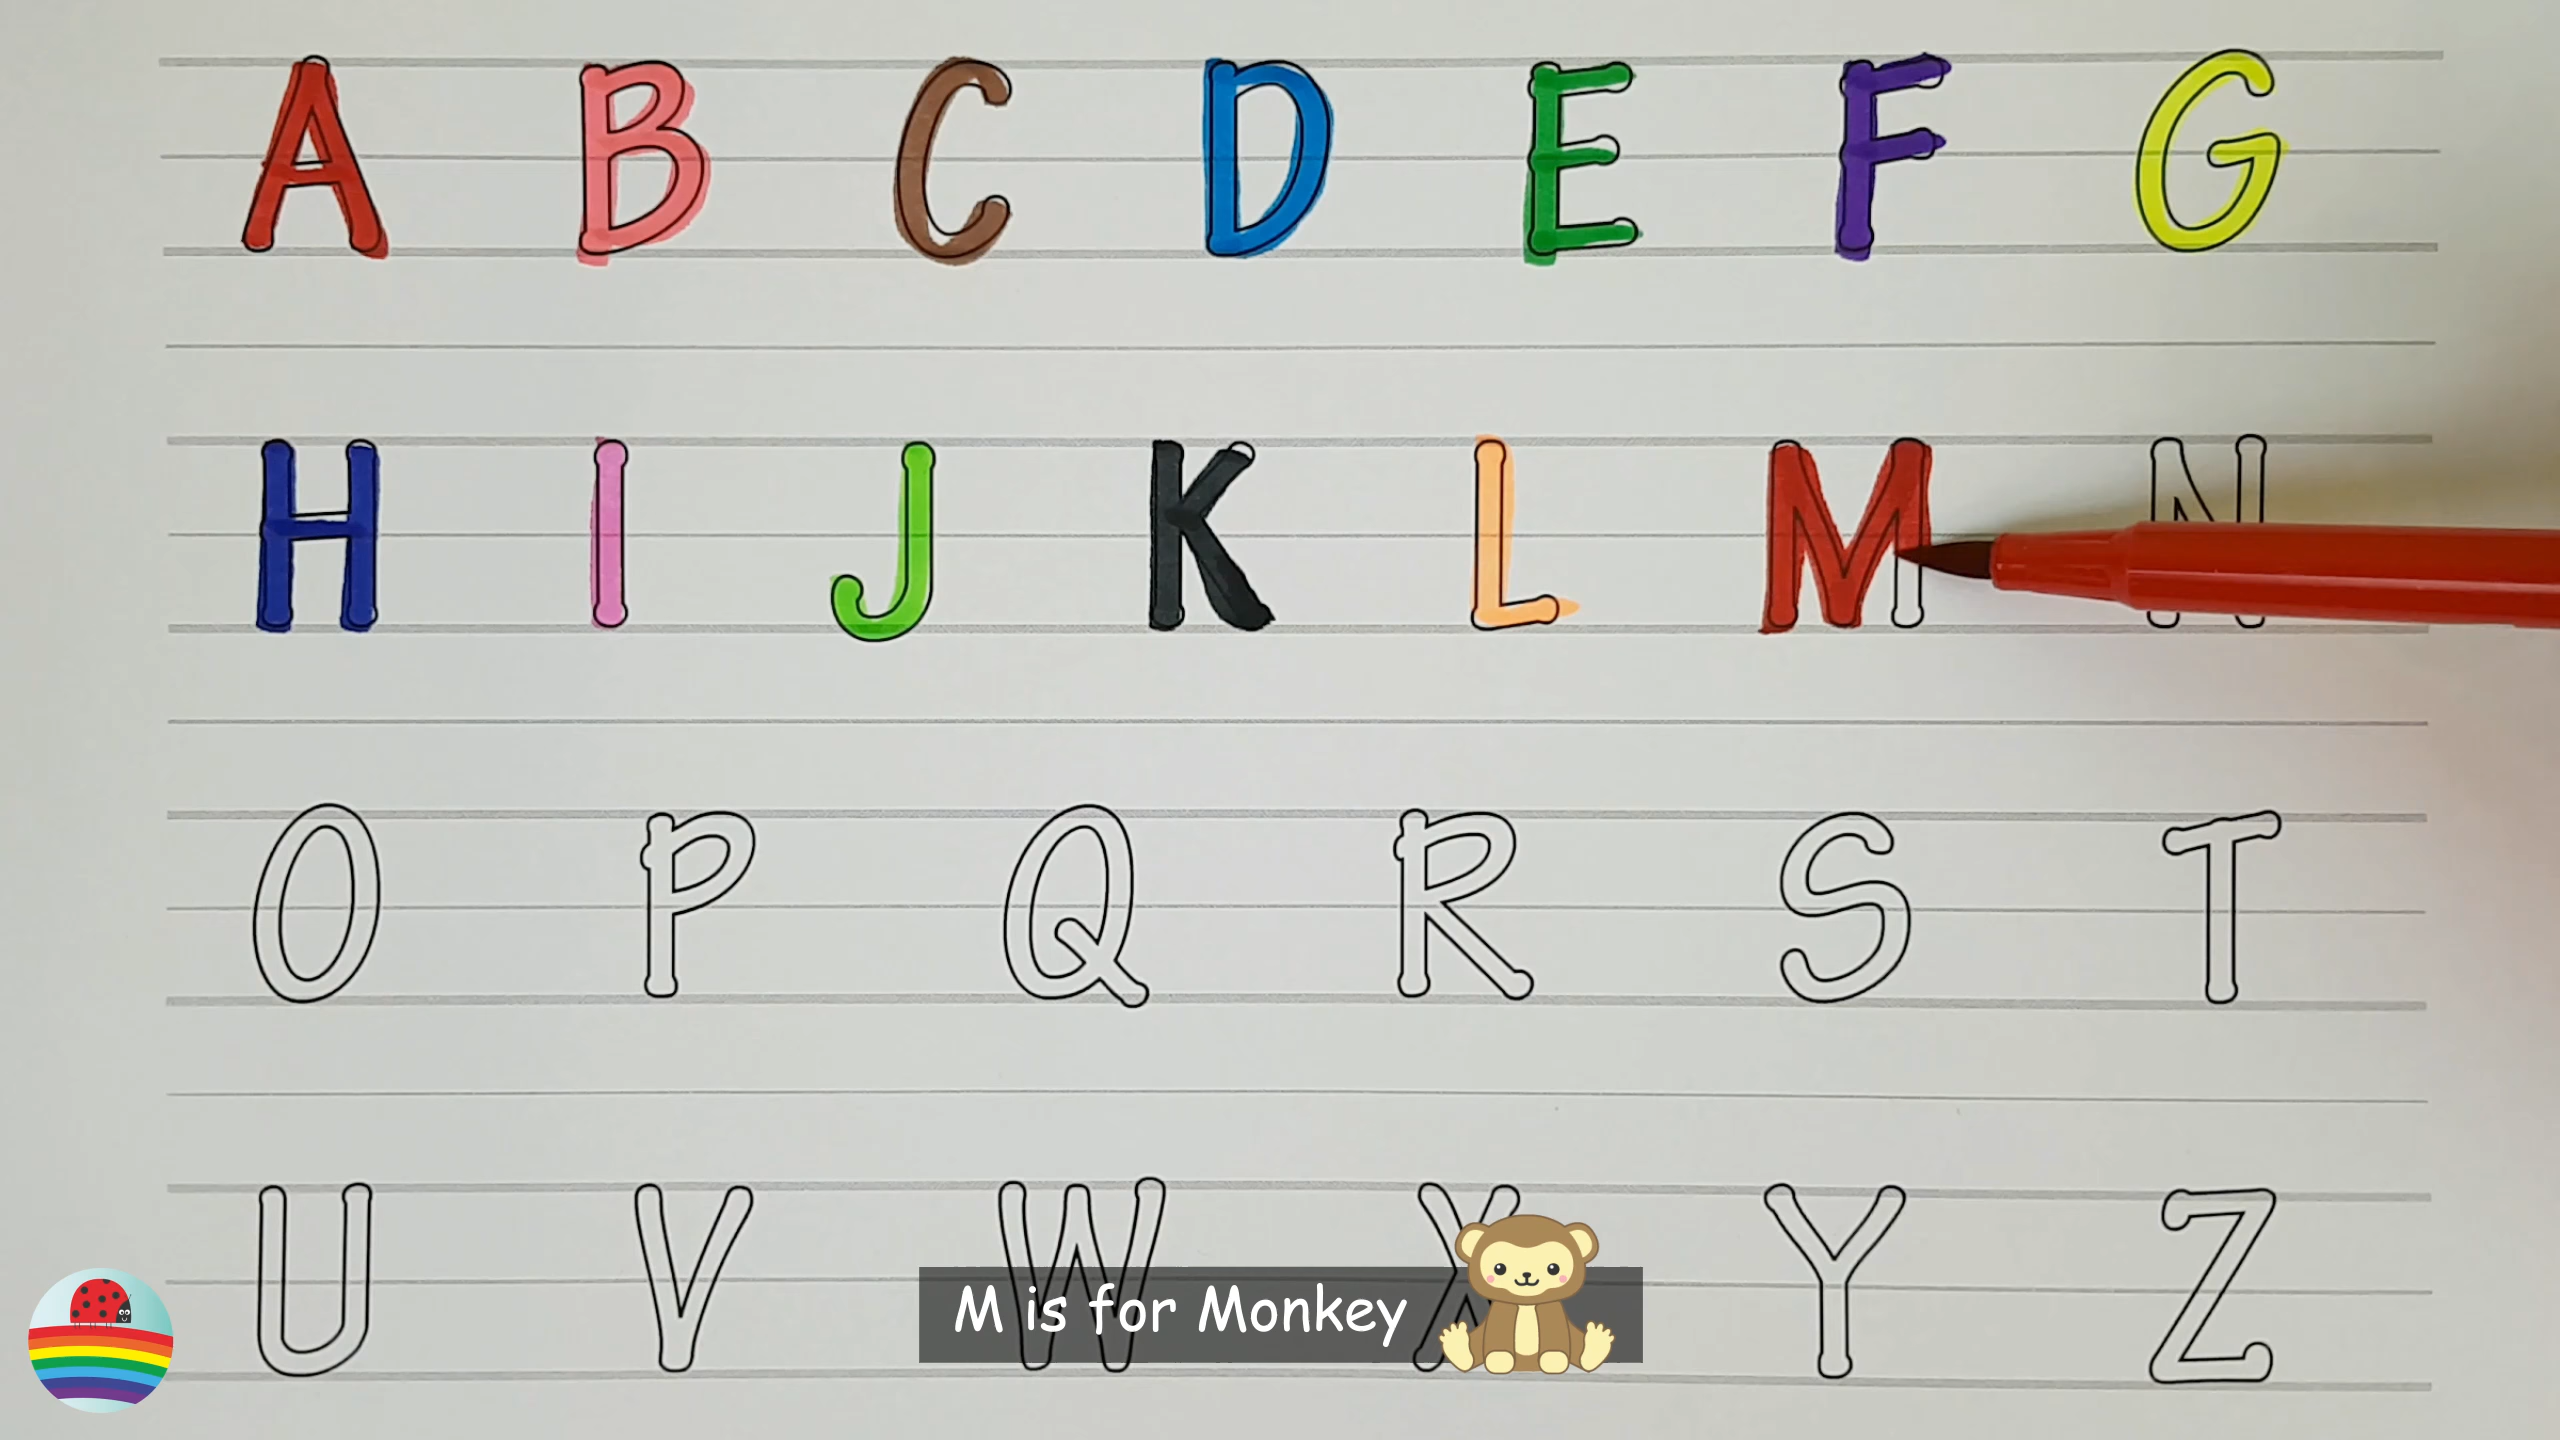 A B C D E F G
H I J K L M N
O P Q R S T
U V W X Y Z
M is for Monkey